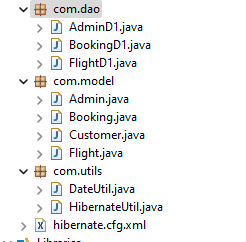 com.dao
AdminD1.java
BookingD1.java
FlightD1.java
com.model
Admin.java
Booking.java
Customer.java
Flight.java
com.utils
DateUtil.java
HibernateUtil.java
hibernate.cfg.xml